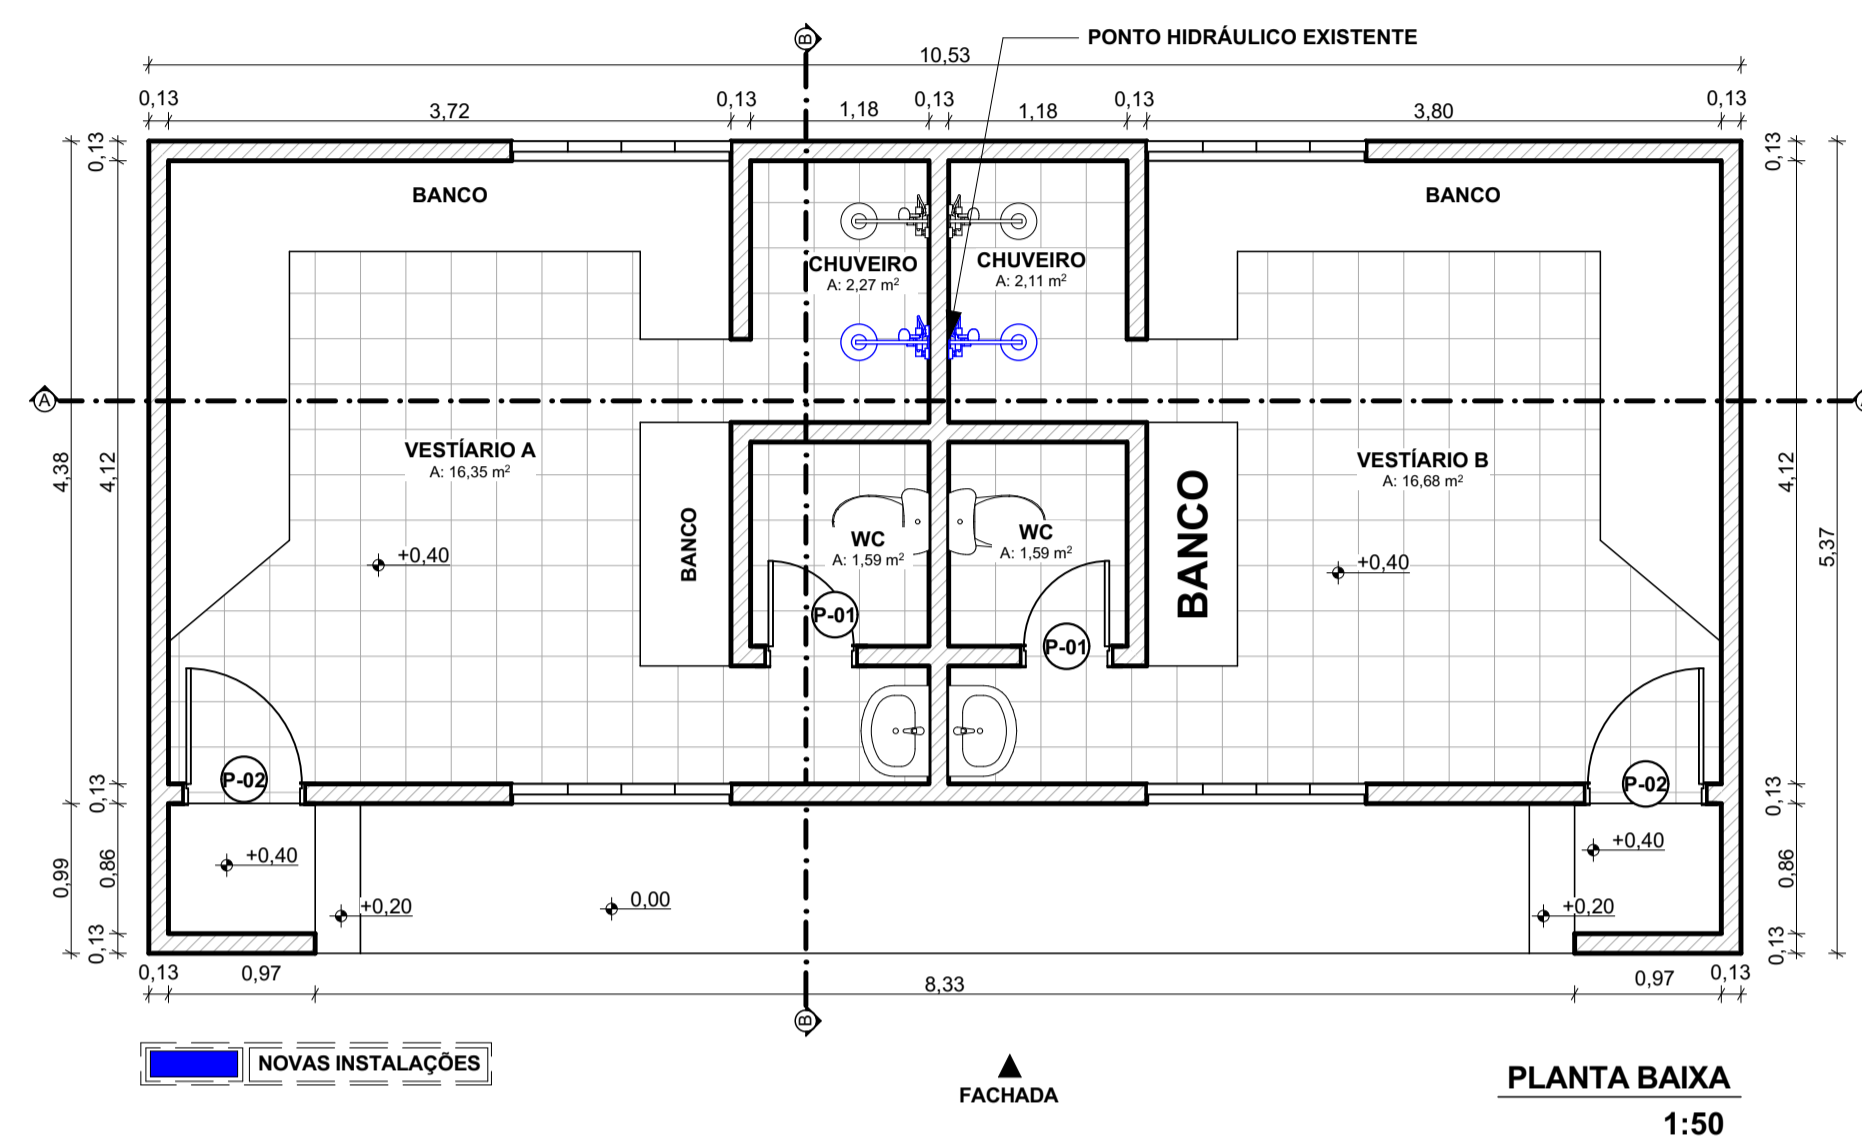 PONTO HIDRÁULICO EXISTENTE
B
10,53
0,13
3,72
0,13
1,18
0,13
1,18
0,13
3,80
0,13
0,13
0,13
BANCO
BANCO
CHUVEIRO
A: 2,27 m²
CHUVEIRO
A: 2,11 m²
A
VESTÍARIO A
A: 16,35 m²
VESTÍARIO B
A: 16,68 m²
4,38
4,12
4,12
5,37
BANCO
BANCO
WC
A: 1,59 m²
WC
A: 1,59 m²
+0,40
+0,40
P-01
P-01
P-02
P-02
0,13
0,13
0,99
0,86
0,86
+0,40
+0,40
+0,20
0,00
+0,20
0,13
0,13
0,13
0,97
8,33
0,97
0,13
B
NOVAS INSTALAÇÕES
FACHADA
PLANTA BAIXA
1:50